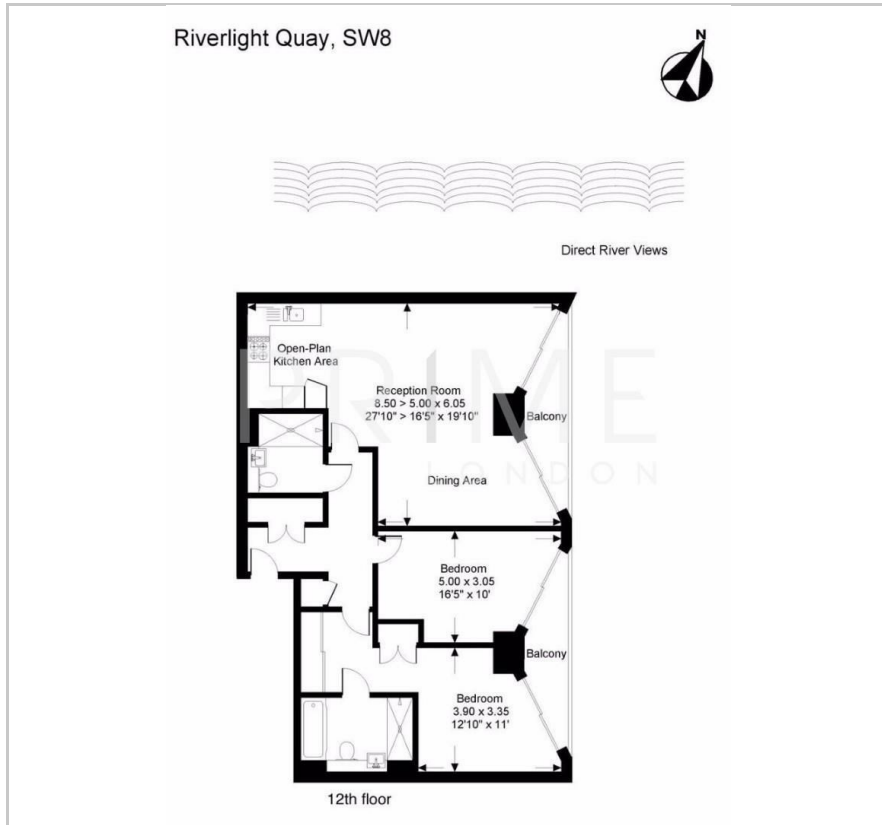 Riverlight Quay, SW8
N
Direct River Views
Open-Plan
Kitchen Area
Reception Room
8.50 > 5.00 x 6.05
27'10" > 16'5" x 19'10"
Balcony
PRIME
LONDON
Dining Area
Bedroom
5.00 x 3.05
16'5" x 10'
Balcony
Bedroom
3.90 x 3.35
12'10" x 11'
12th floor